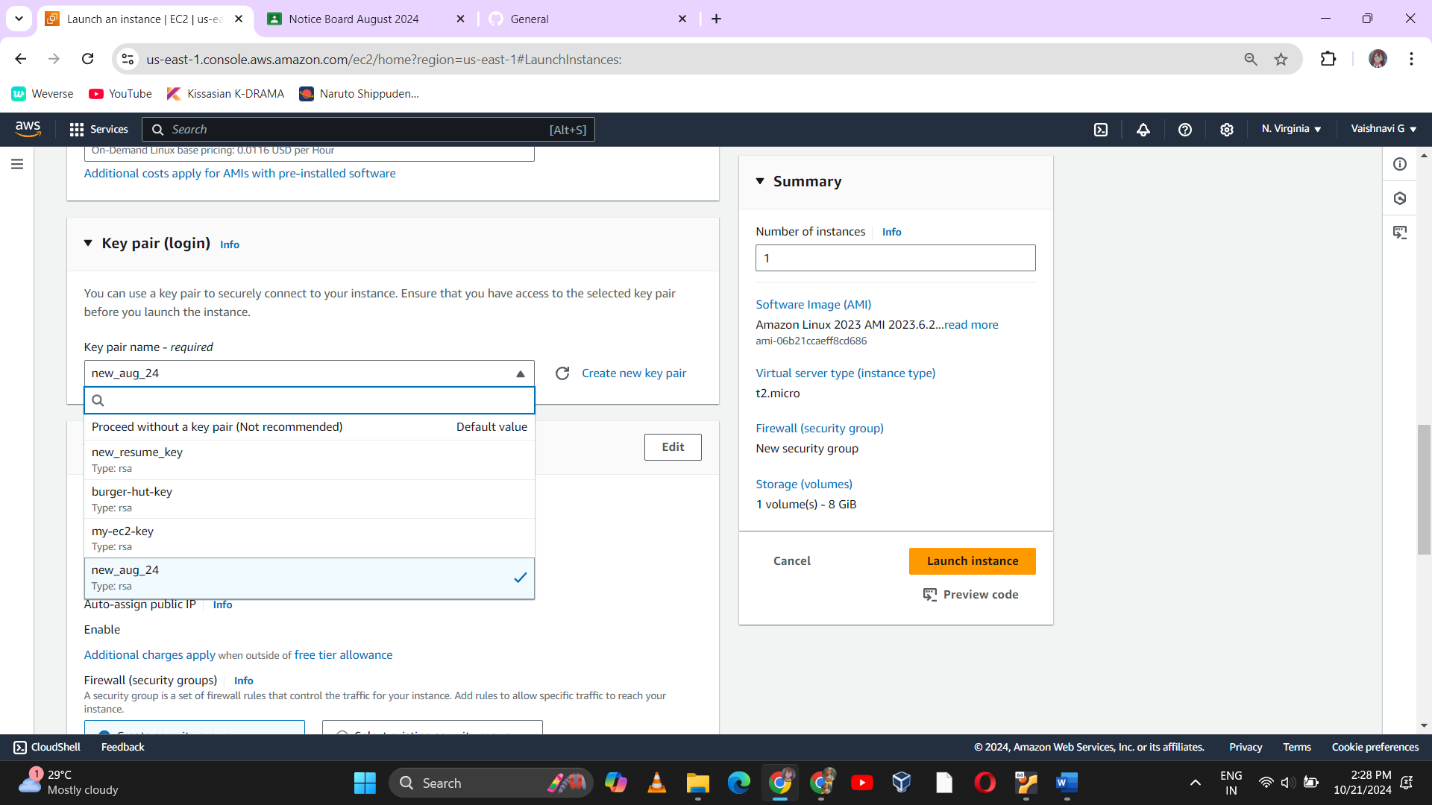 Launch an instance | EC2 | us-ea
Notice Board August 2024
General
us-east-1.console.aws.amazon.com/ec2/home?region=us-east-1#LaunchInstances:
Weverse
YouTube
Kissasian K-DRAMA
Naruto Shippuden...
aws
Services
Search
[Alt+S]
N. Virginia
Vaishnavi G
On-Demand Linux base pricing: 0.0116 USD per Hour
Additional costs apply for AMIs with pre-installed software
Key pair (login) Info
You can use a key pair to securely connect to your instance. Ensure that you have access to the selected key pair
before you launch the instance.
Key pair name - required
new_aug_24
Create new key pair
Proceed without a key pair (Not recommended) Default value
new_resume_key
Type: rsa
burger-hut-key
Type: rsa
my-ec2-key
Type: rsa
new_aug_24
Type: rsa
Edit
Auto-assign public IP Info
Enable
Additional charges apply when outside of free tier allowance
Firewall (security groups) Info
A security group is a set of firewall rules that control the traffic for your instance. Add rules to allow specific traffic to reach your
instance.
Summary
Number of instances Info
1
Software Image (AMI)
Amazon Linux 2023 AMI 2023.6.2...read more
ami-06b21ccaeff8cd686
Virtual server type (instance type)
t2.micro
Firewall (security group)
New security group
Storage (volumes)
1 volume(s) - 8 GiB
Cancel
Launch instance
Preview code
CloudShell
Feedback
© 2024, Amazon Web Services, Inc. or its affiliates.
Privacy
Terms
Cookie preferences
1
29°C
Mostly cloudy
Search
ENG
IN
2:28 PM
10/21/2024